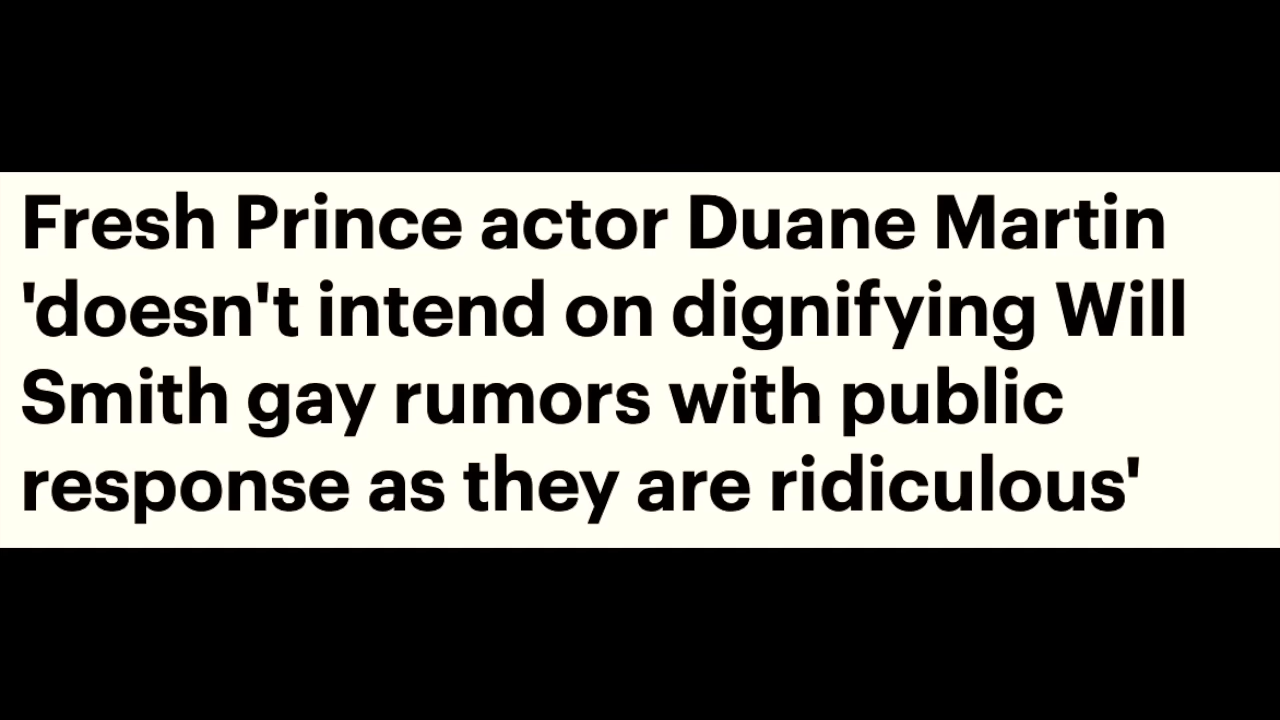 Fresh Prince actor Duane Martin
'doesn't intend on dignifying Will
Smith gay rumors with public
response as they are ridiculous'